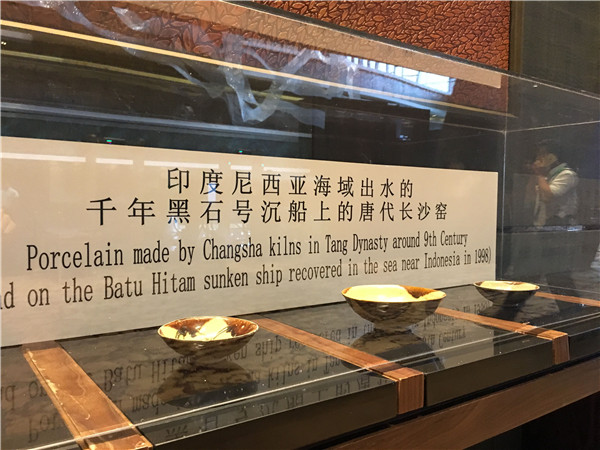 印度尼西亚海域出水的
千年黑石号沉船上的唐代长沙窑
Porcelain made by Changsha kilns in Tang Dynasty around 9th Century
on the Batu Hitam sunken ship recovered in the sea near Indonesia in 1998)